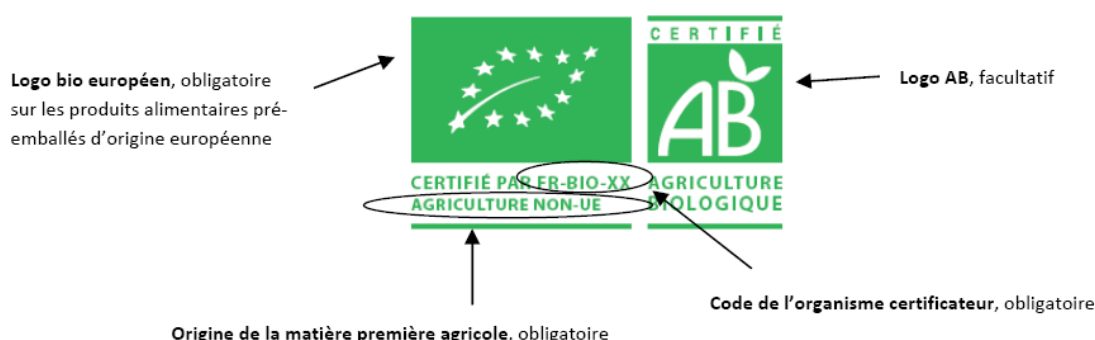 Logo bio européen, obligatoire
sur les produits alimentaires pré-
emballés d'origine européenne
CERTIFIÉ
AB
Logo AB, facultatif
CERTIFIÉ PAR FR-BIO-XX
AGRICULTURE NON-UE
AGRICULTURE
BIOLOGIQUE
Code de l'organisme certificateur, obligatoire
Origine de la matière première agricole, obligatoire